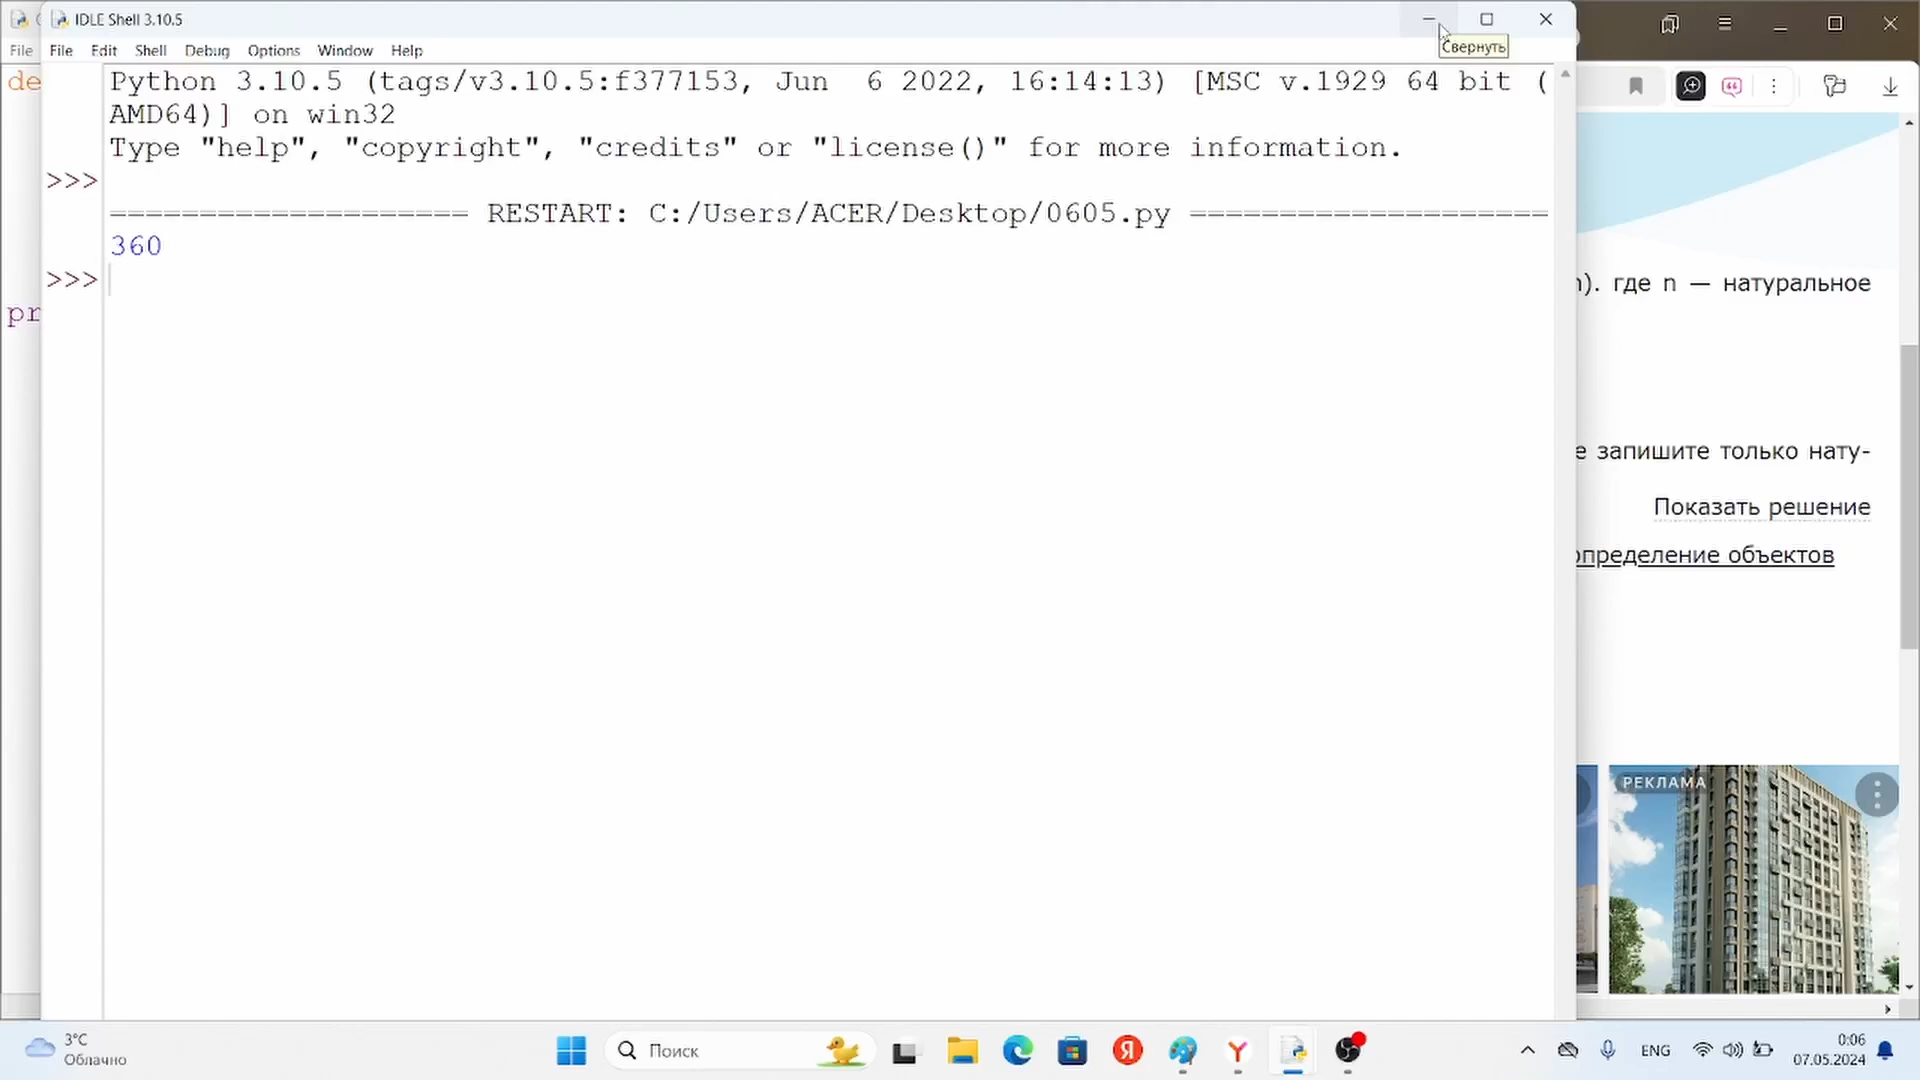 IDLE Shell 3.10.5
File
File Edit Shell Debug Options Window Help
Свернуть
de
Python 3.10.5 (tags/v3.10.5:f377153, Jun  6 2022, 16:14:13) [MSC v.1929 64 bit (
AMD64)] on win32
Type "help", "copyright", "credits" or "license()" for more information.
>>>
==================== RESTART: C:/Users/ACER/Desktop/0605.py ====================
360
>>>
pr
n). где n — натуральное
е запишите только нату-
Показать решение
определение объектов
РЕКЛАМА
3°C
Облачно
Поиск
ENG
0:06
07.05.2024